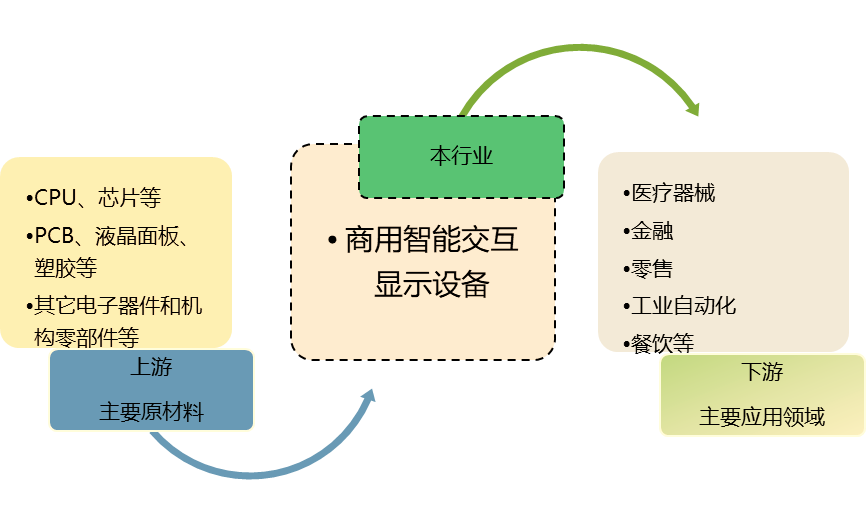 •CPU、芯片等
•PCB、液晶面板、
塑胶等
•其它电子器件和机
构零部件等
上游
主要原材料
本行业
•商用智能交互
显示设备
•医疗器械
•金融
•零售
•工业自动化
•餐饮等
下游
主要应用领域